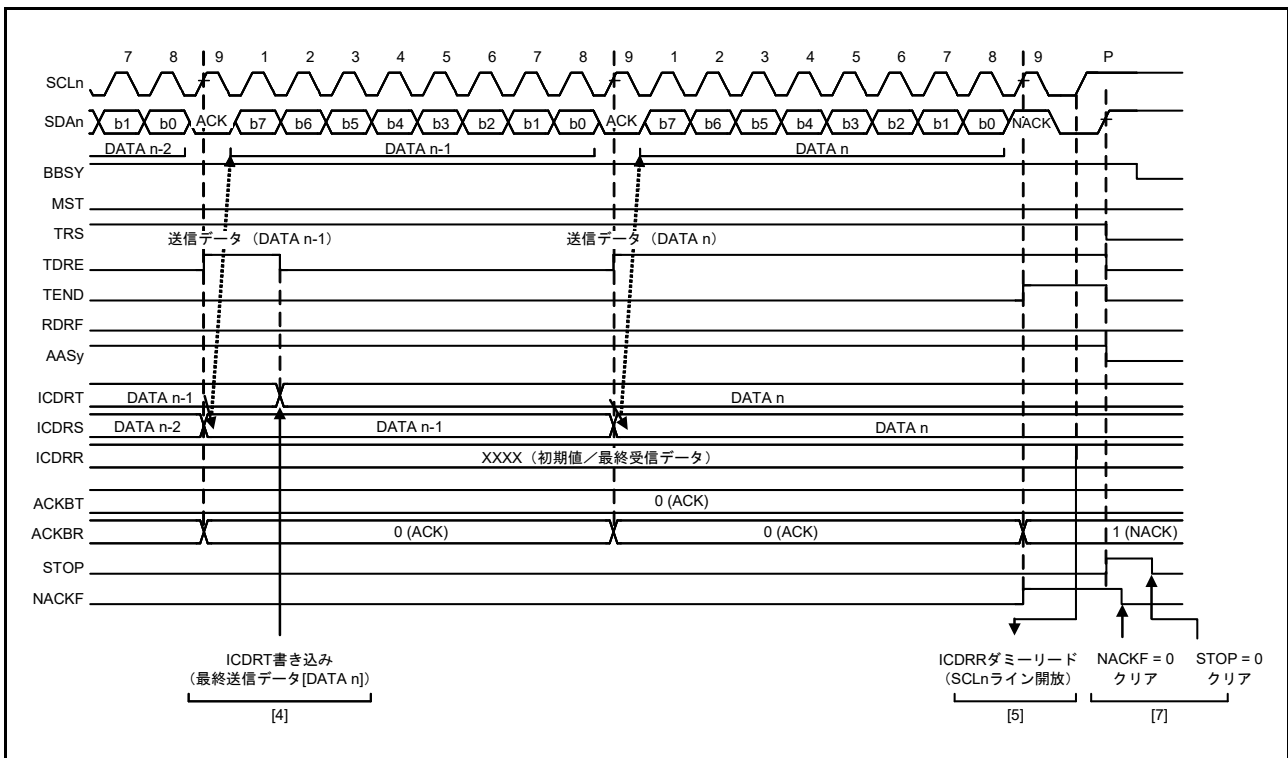 7 8 9 1 2 3 4 5 6 7 8 9 1 2 3 4 5 6 7 8 9 P
SCLn
SDAn b1 b0 ACK b7 b6 b5 b4 b3 b2 b1 b0 ACK b7 b6 b5 b4 b3 b2 b1 b0 NACK
DATA n-2 DATA n-1 DATA n
BBSY
MST
TRS
送信データ（DATA n-1） 送信データ（DATA n）
TDRE
TEND
RDRF
AASy
ICDRT DATA n-1 DATA n
ICDRS DATA n-2 DATA n-1 DATA n
ICDRR XXXX（初期値／最終受信データ）
ACKBT 0 (ACK)
ACKBR 0 (ACK) 0 (ACK) 1 (NACK)
STOP
NACKF
ICDRT書き込み
（最終送信データ[DATA n]）
[4]
ICDRRダミーリード
（SCLnライン開放）
[5]
NACKF = 0
クリア
STOP = 0
クリア
[7]